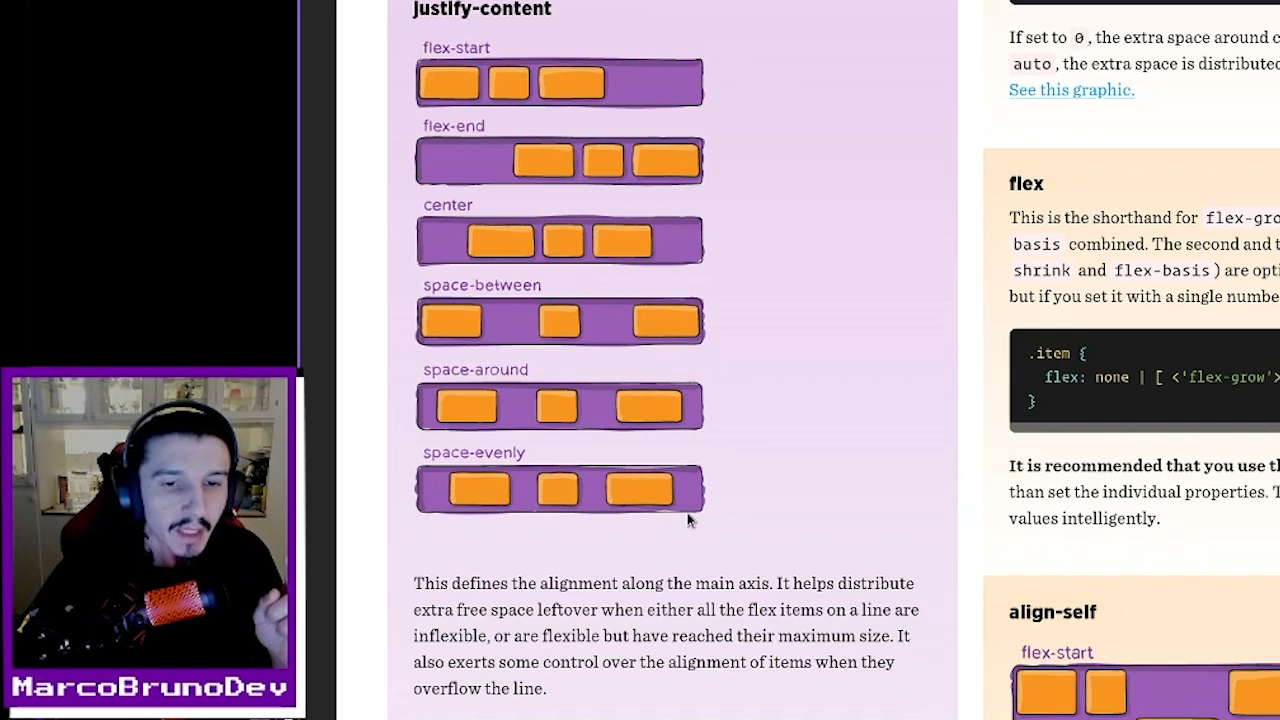 justify-content
flex-start
flex-end
center
space-between
space-around
space-evenly
This defines the alignment along the main axis. It helps distribute
extra free space leftover when either all the flex items on a line are
inflexible, or are flexible but have reached their maximum size. It
also exerts some control over the alignment of items when they
overflow the line.
If set to 0, the extra space around c
auto, the extra space is distributed
See this graphic.
flex
This is the shorthand for flex-gro
basis combined. The second and t
shrink and flex-basis) are opti
but if you set it with a single numbe
.item {
flex: none | [ <'flex-grow'>
}
It is recommended that you use th
than set the individual properties. T
values intelligently.
align-self
flex-start
MarcoBrunoDev